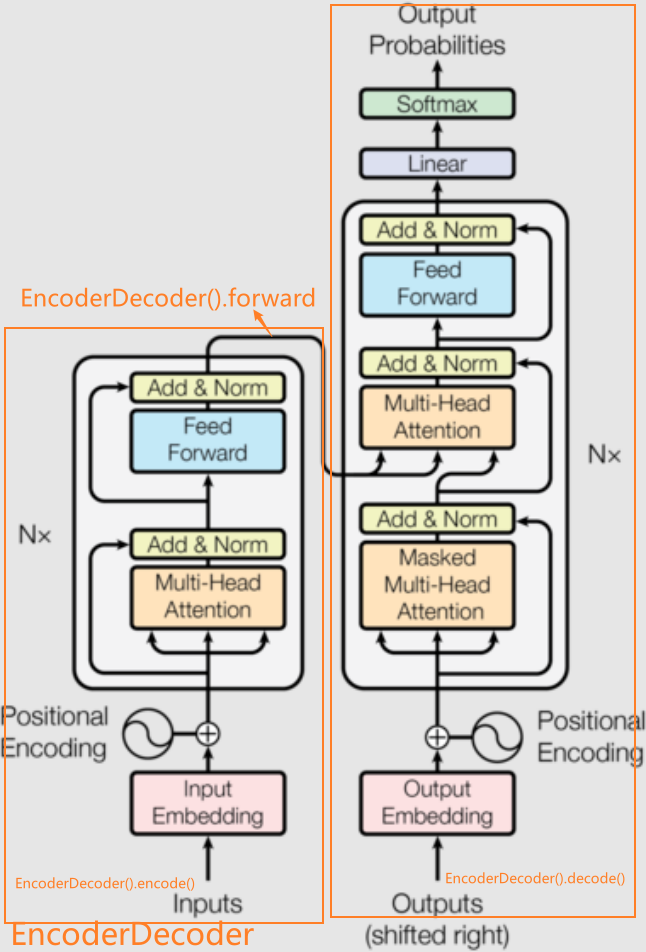 Output
Probabilities
Softmax
Linear
Add & Norm
Feed
Forward
Add & Norm
Multi-Head
Attention
Nx
Add & Norm
Masked
Multi-Head
Attention
Positional
Encoding
Output
Embedding
EncoderDecoder().decode()
Outputs
(shifted right)
EncoderDecoder().forward
Add & Norm
Feed
Forward
Nx
Add & Norm
Multi-Head
Attention
Positional
Encoding
Input
Embedding
EncoderDecoder().encode()
Inputs
EncoderDecoder